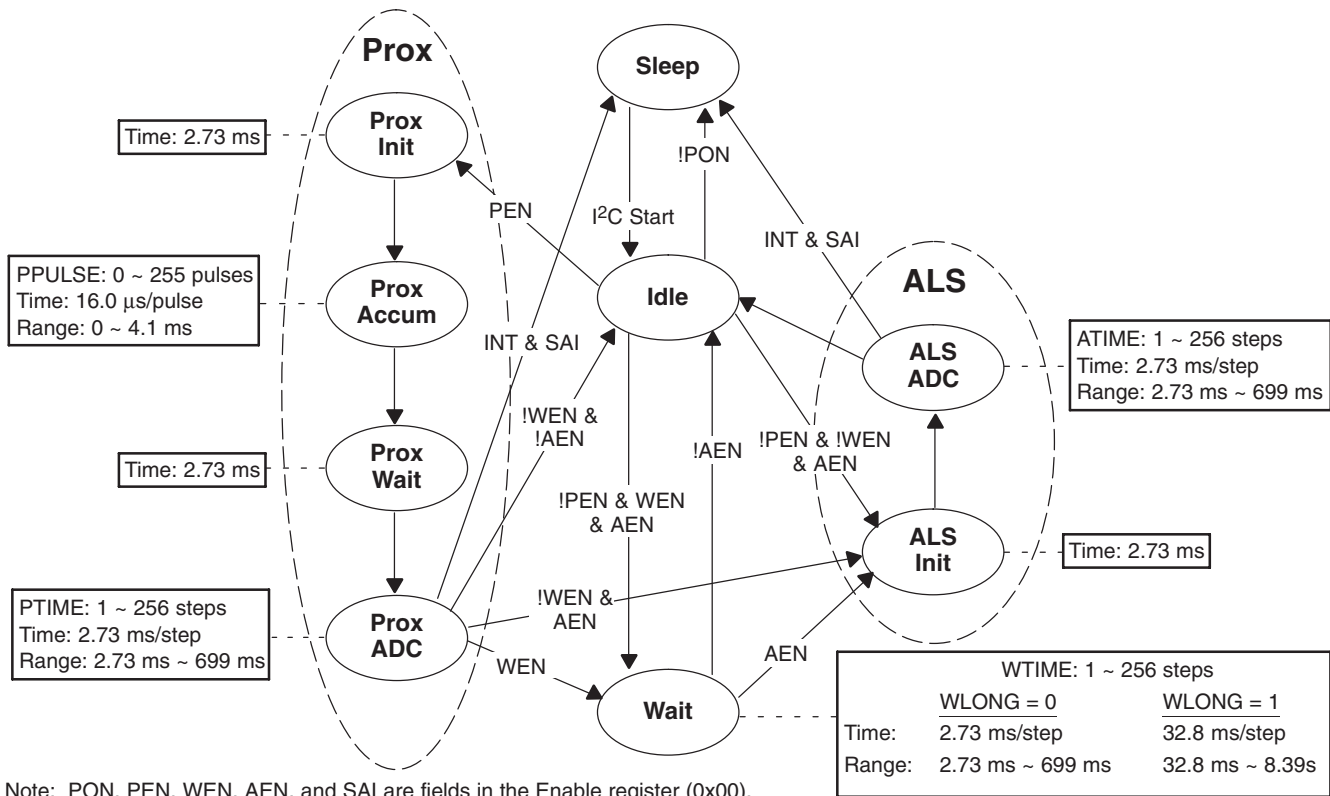 Prox
Sleep
Prox
Init
Time: 2.73 ms
!PON
PEN
I²C Start
INT & SAI
PPULSE: 0 ~ 255 pulses
Time: 16.0 μs/pulse
Range: 0 ~ 4.1 ms
Prox
Accum
Idle
ALS
INT & SAI
ALS
ADC
ATIME: 1 ~ 256 steps
Time: 2.73 ms/step
Range: 2.73 ms ~ 699 ms
!WEN &
!AEN
!AEN
!PEN & !WEN
& AEN
Prox
Wait
Time: 2.73 ms
!PEN & WEN
& AEN
ALS
Init
Time: 2.73 ms
PTIME: 1 ~ 256 steps
Time: 2.73 ms/step
Range: 2.73 ms ~ 699 ms
Prox
ADC
!WEN &
AEN
WEN
AEN
Wait
WTIME: 1 ~ 256 steps
WLONG = 0 WLONG = 1
Time: 2.73 ms/step 32.8 ms/step
Range: 2.73 ms ~ 699 ms 32.8 ms ~ 8.39s
Note: PON, PEN, WEN, AEN, and SAI are fields in the Enable register (0x00).